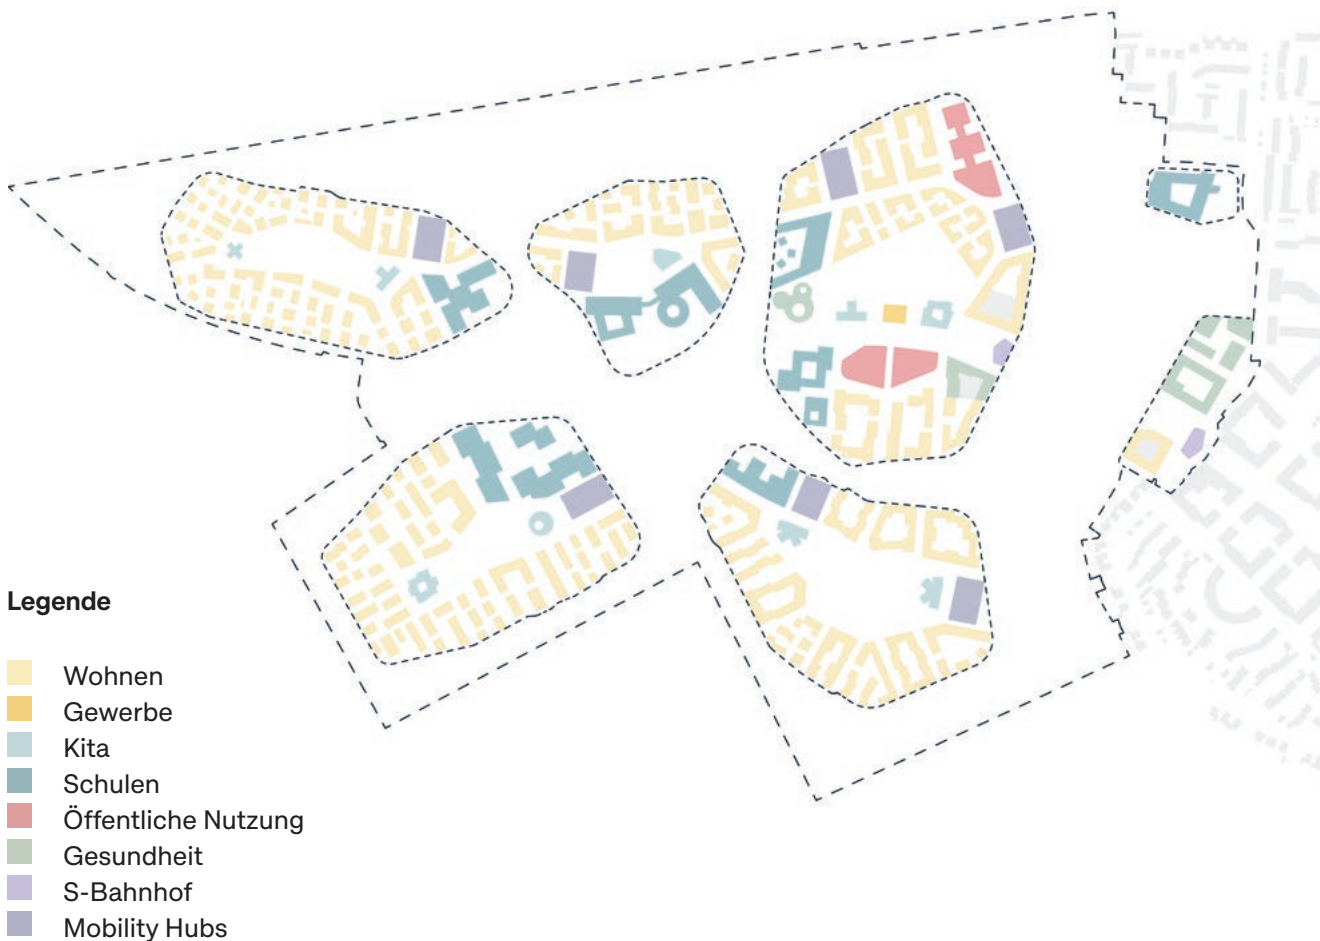 Legende
Wohnen
Gewerbe
Kita
Schulen
Öffentliche Nutzung
Gesundheit
S-Bahnhof
Mobility Hubs